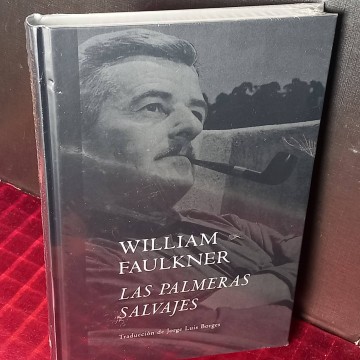 WILLIAM
FAULKNER
LAS PALMERAS
SALVAJES
Traducción de Jorge Luis Borges